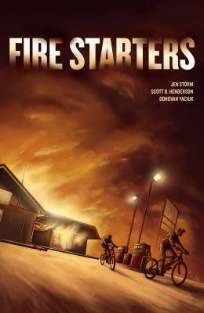 FIRE STARTERS
JEN STORM
SCOTT B. HENDERSON
DONOVAN YACIUK